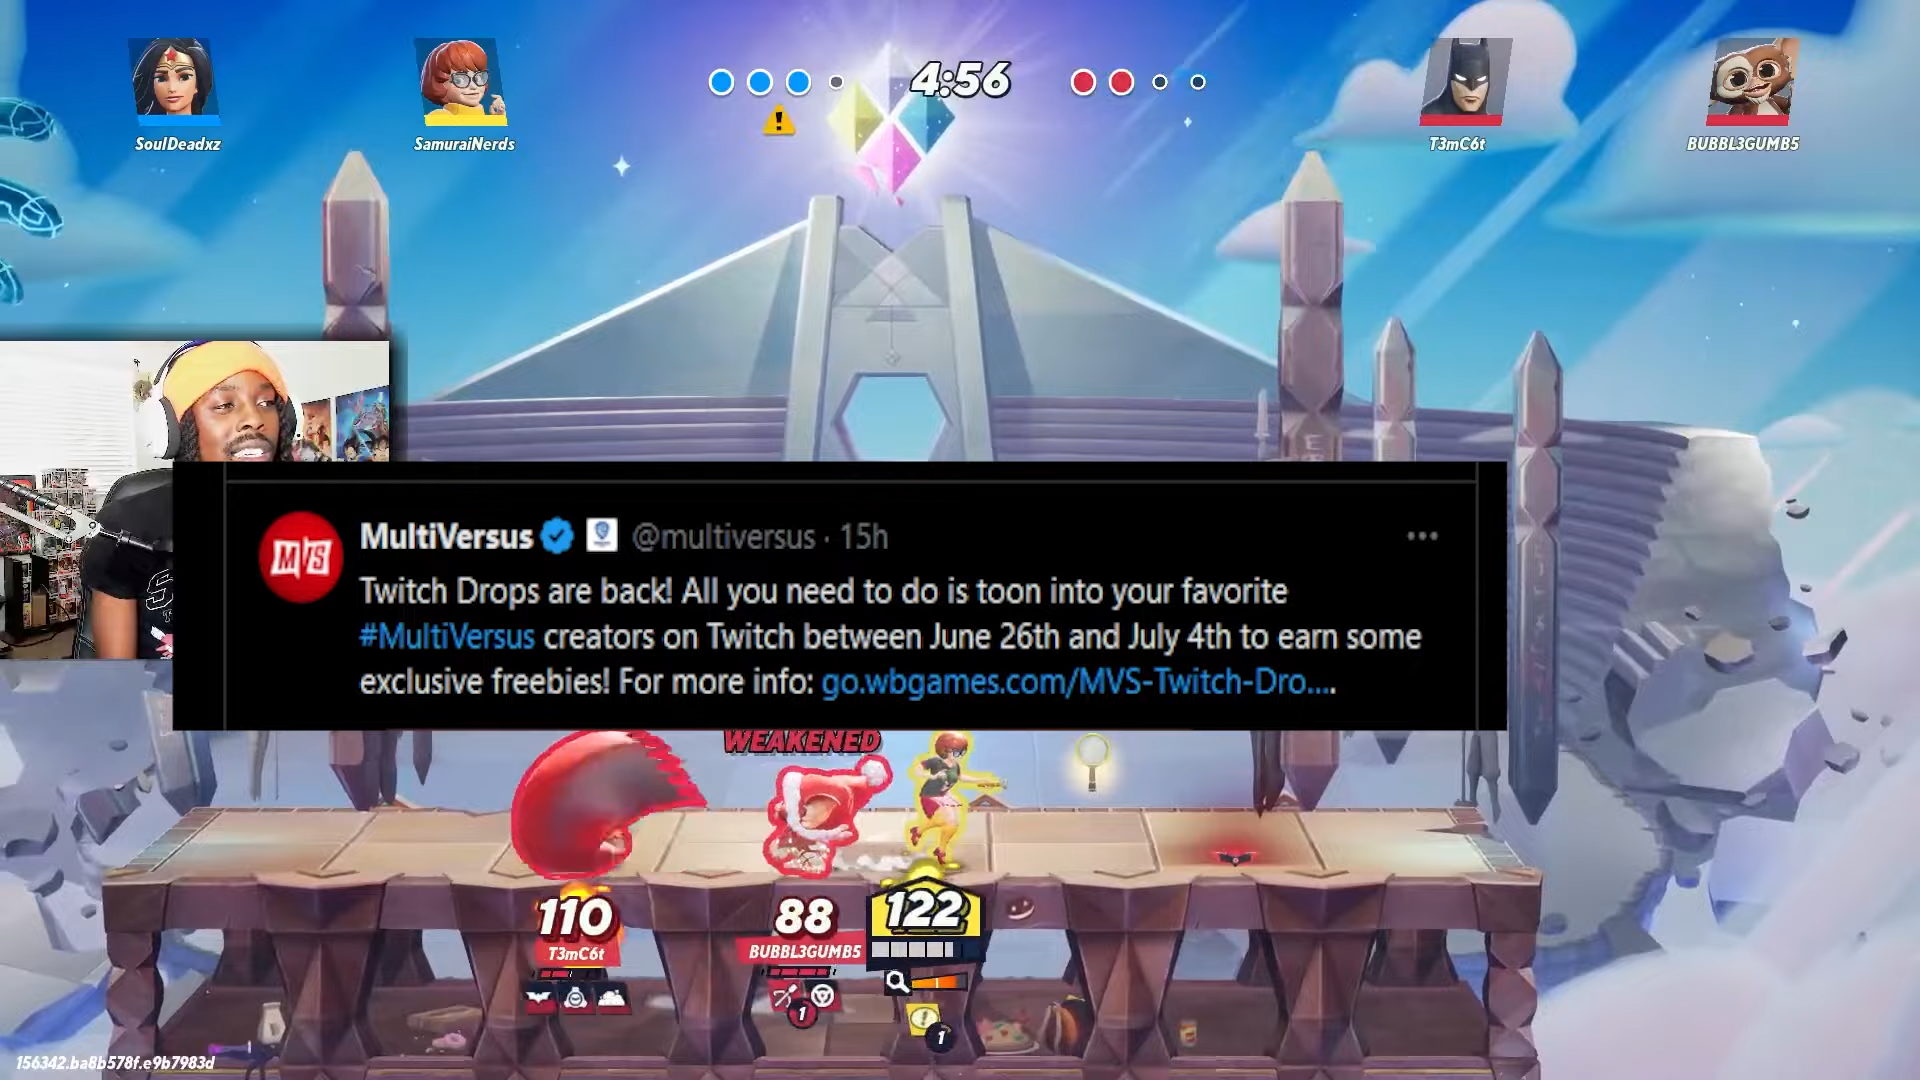 4:56
SoulDeadxz
SamuraiNerds
T3mC6t
BUBBL3GUMB5
MVS MultiVersus @multiversus · 15h
Twitch Drops are back! All you need to do is toon into your favorite
#MultiVersus creators on Twitch between June 26th and July 4th to earn some
exclusive freebies! For more info: go.wbgames.com/MVS-Twitch-Dro….
WEAKENED
110
88
122
T3mC6t
BUBBL3GUMB5
1
1
156342.ba8b578f.e9b7983d